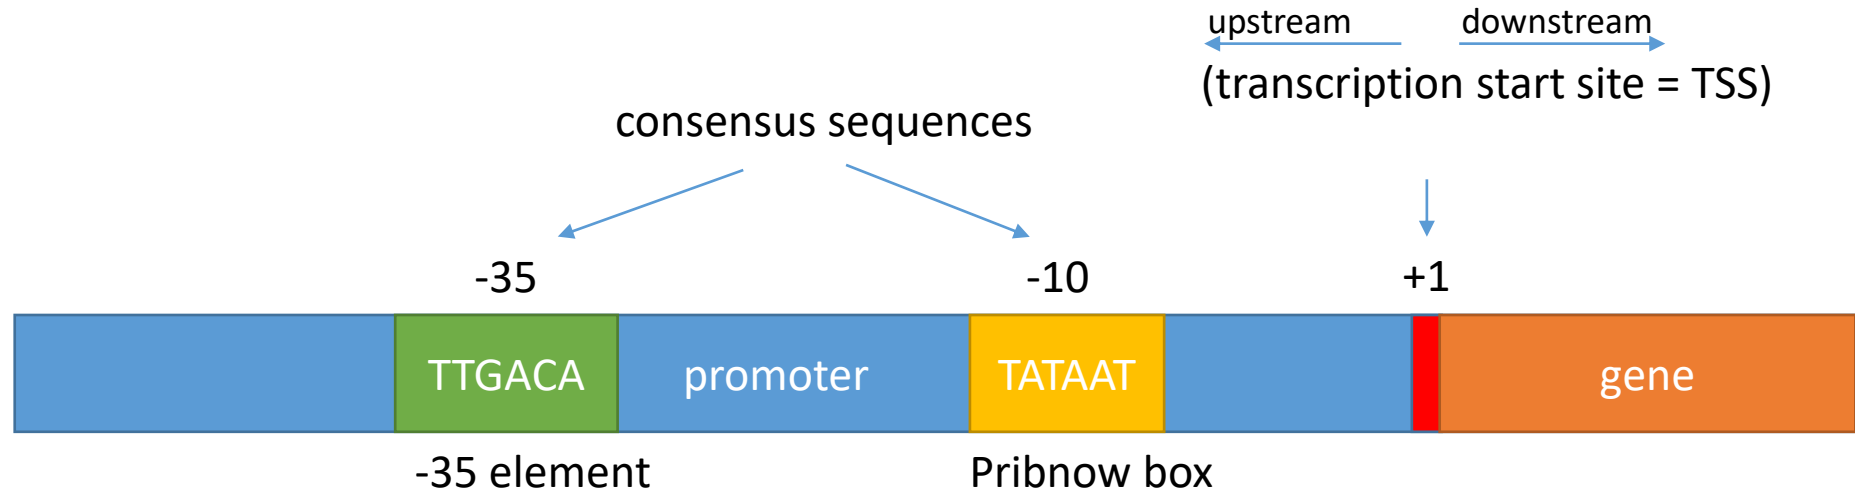 upstream downstream
(transcription start site = TSS)
consensus sequences
-35 -10 +1
TTGACA promoter TATAAT gene
-35 element Pribnow box